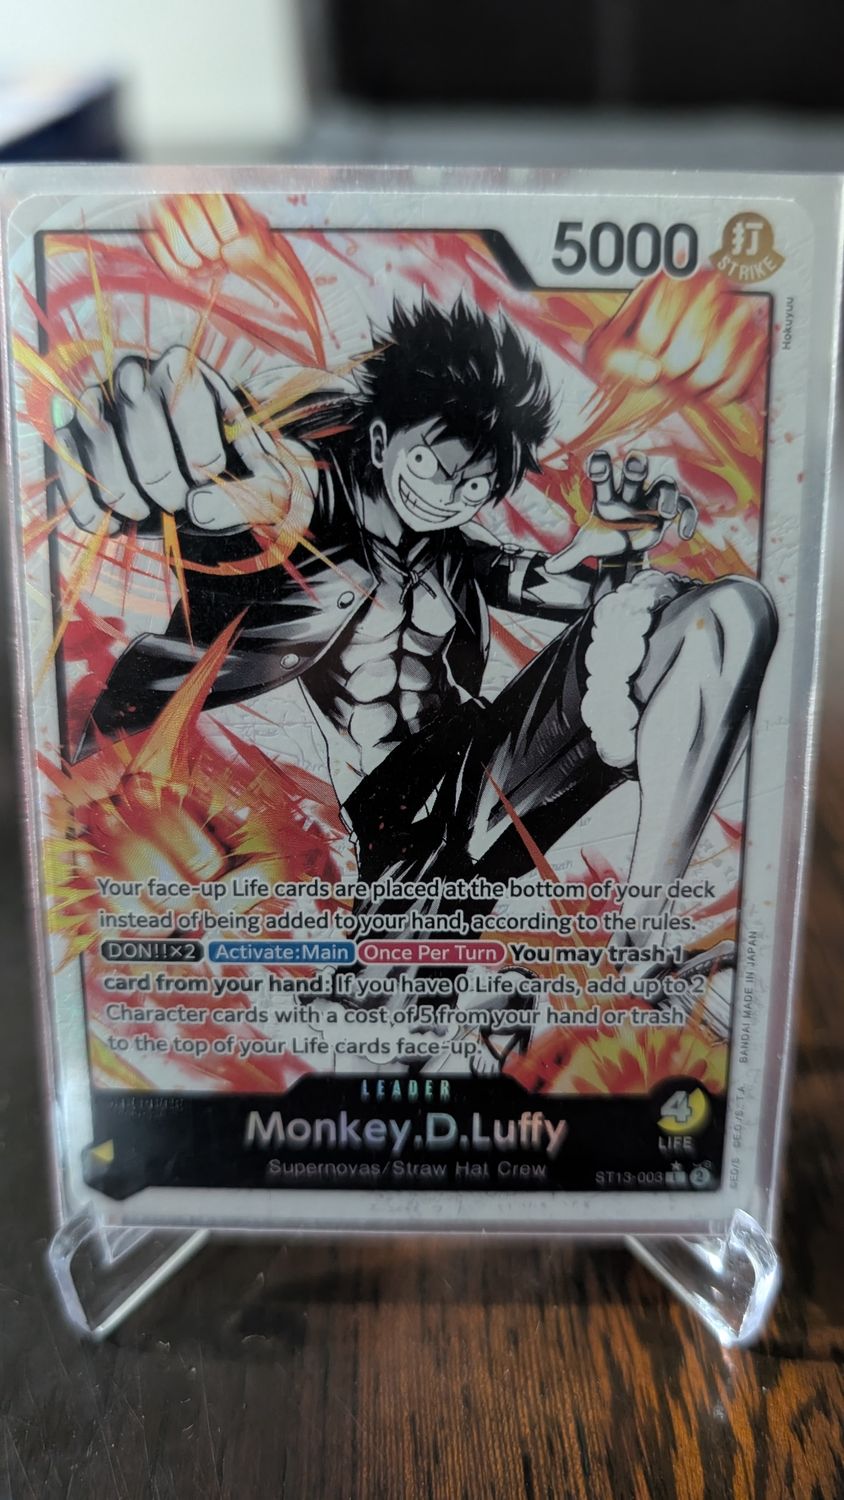 5000
打
STRIKE
Hokuyuu
Your face-up Life cards are placed at the bottom of your deck
instead of being added to your hand, according to the rules.
DON!!×2 Activate:Main Once Per Turn You may trash 1
card from your hand: If you have 0 Life cards, add up to 2
Character cards with a cost of 5 from your hand or trash
to the top of your Life cards face-up.
LEADER
Monkey.D.Luffy
Supernovas/Straw Hat Crew
4
LIFE
ST13-003 L 2
©E.O./S. ©E.O./S., T.A. BANDAI MADE IN JAPAN